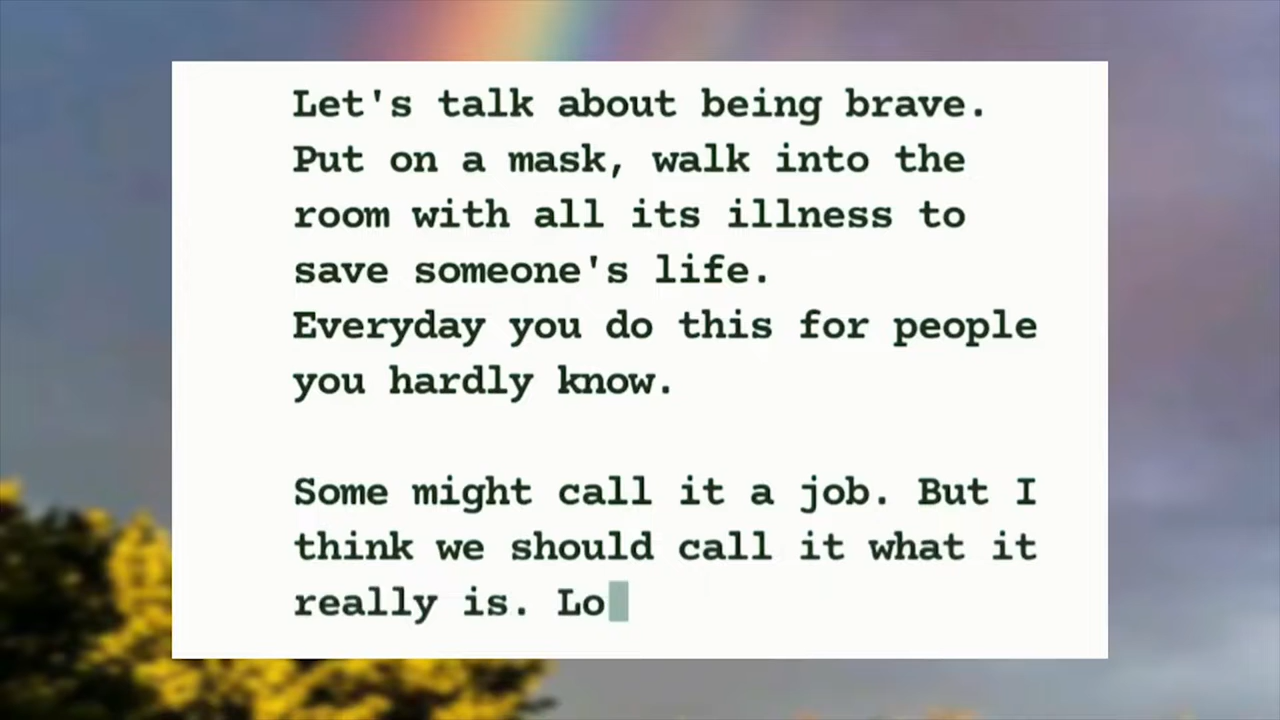 Let's talk about being brave.
Put on a mask, walk into the
room with all its illness to
save someone's life.
Everyday you do this for people
you hardly know.
Some might call it a job. But I
think we should call it what it
really is. Lo